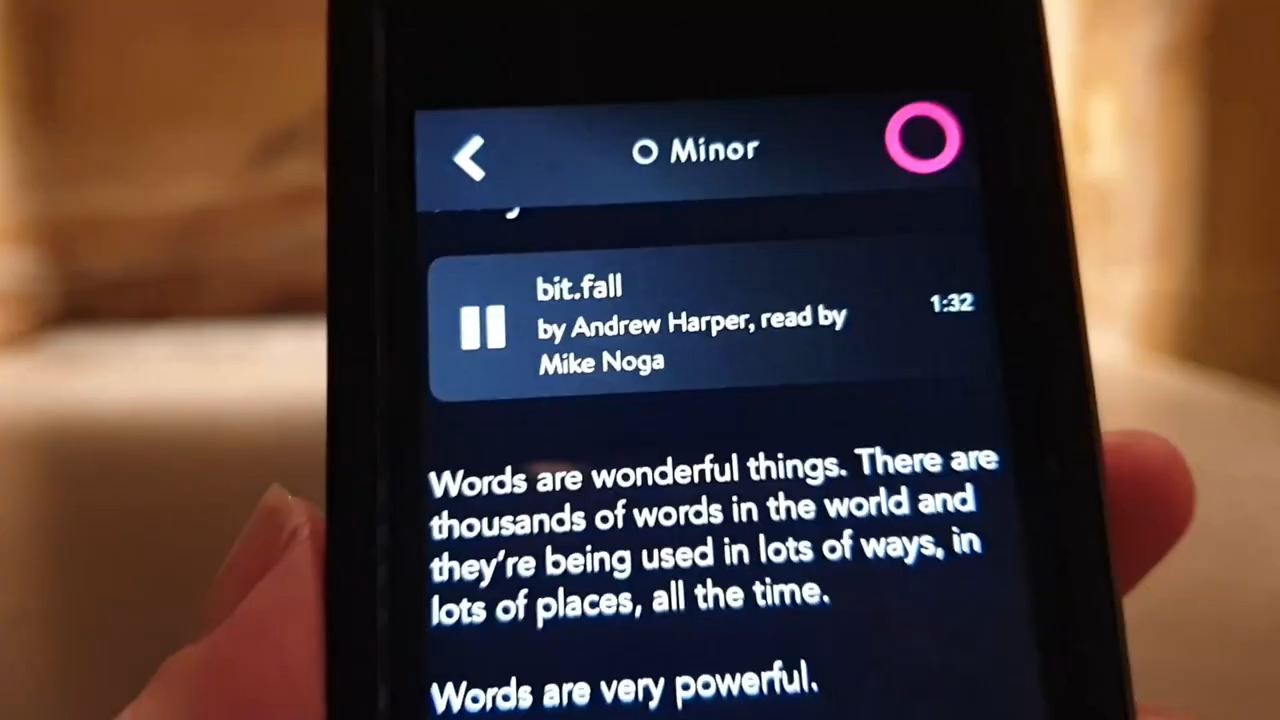 O Minor
bit.fall
by Andrew Harper, read by
Mike Noga
1:32
Words are wonderful things. There are
thousands of words in the world and
they're being used in lots of ways, in
lots of places, all the time.
Words are very powerful.